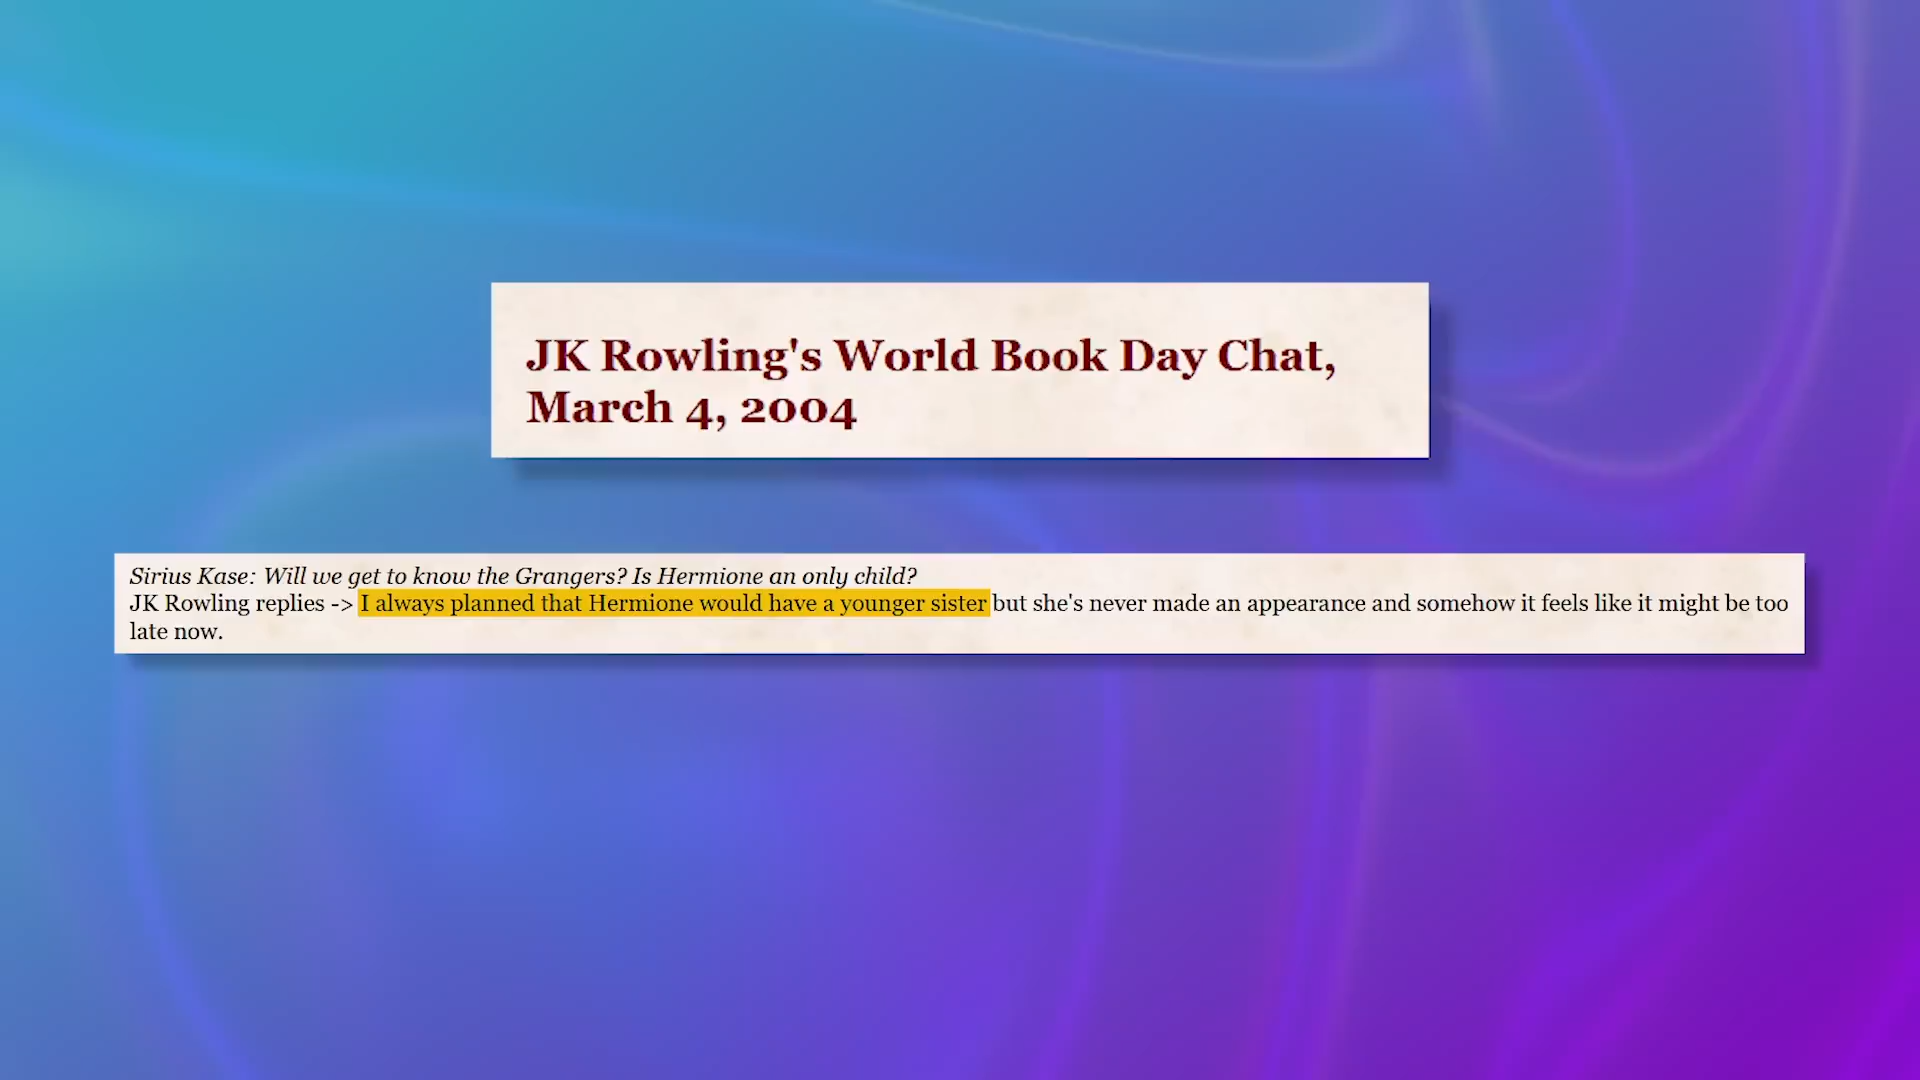 JK Rowling's World Book Day Chat,
March 4, 2004
Sirius Kase: Will we get to know the Grangers? Is Hermione an only child?
JK Rowling replies -> I always planned that Hermione would have a younger sister but she's never made an appearance and somehow it feels like it might be too
late now.